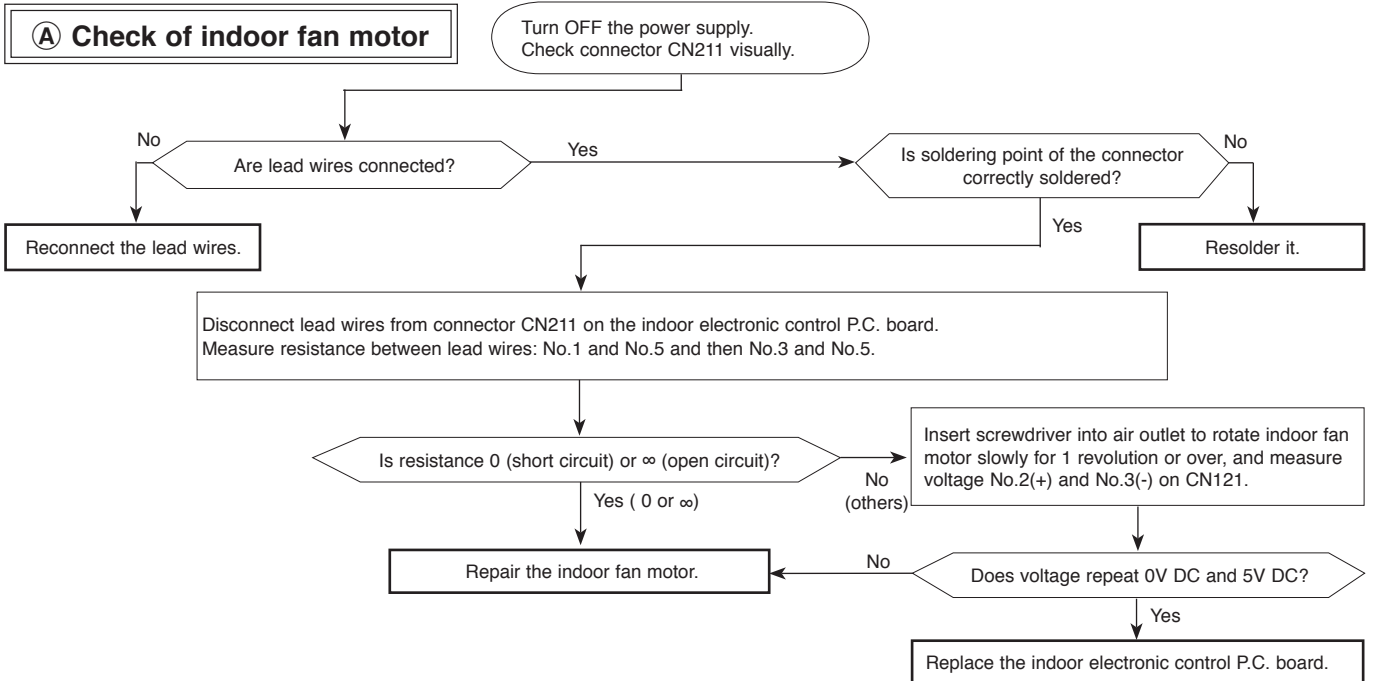 Ⓐ Check of indoor fan motor
Turn OFF the power supply.
Check connector CN211 visually.
No
Are lead wires connected?
Yes
Is soldering point of the connector
correctly soldered?
No
Reconnect the lead wires.
Yes
Resolder it.
Disconnect lead wires from connector CN211 on the indoor electronic control P.C. board.
Measure resistance between lead wires: No.1 and No.5 and then No.3 and No.5.
Is resistance 0 (short circuit) or ∞ (open circuit)?
No
(others)
Insert screwdriver into air outlet to rotate indoor fan
motor slowly for 1 revolution or over, and measure
voltage No.2(+) and No.3(-) on CN121.
Yes ( 0 or ∞)
Repair the indoor fan motor.
No
Does voltage repeat 0V DC and 5V DC?
Yes
Replace the indoor electronic control P.C. board.